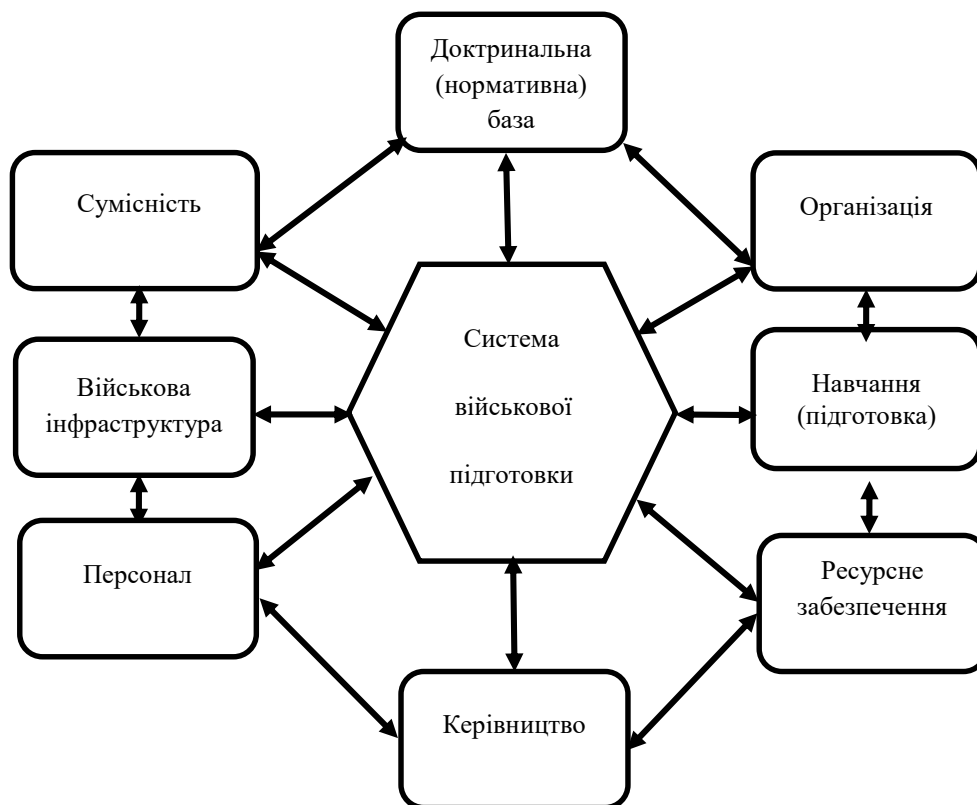 Доктринальна
(нормативна)
база
Сумісність
Організація
Система
військової
підготовки
Військова
інфраструктура
Навчання
(підготовка)
Персонал
Ресурсне
забезпечення
Керівництво